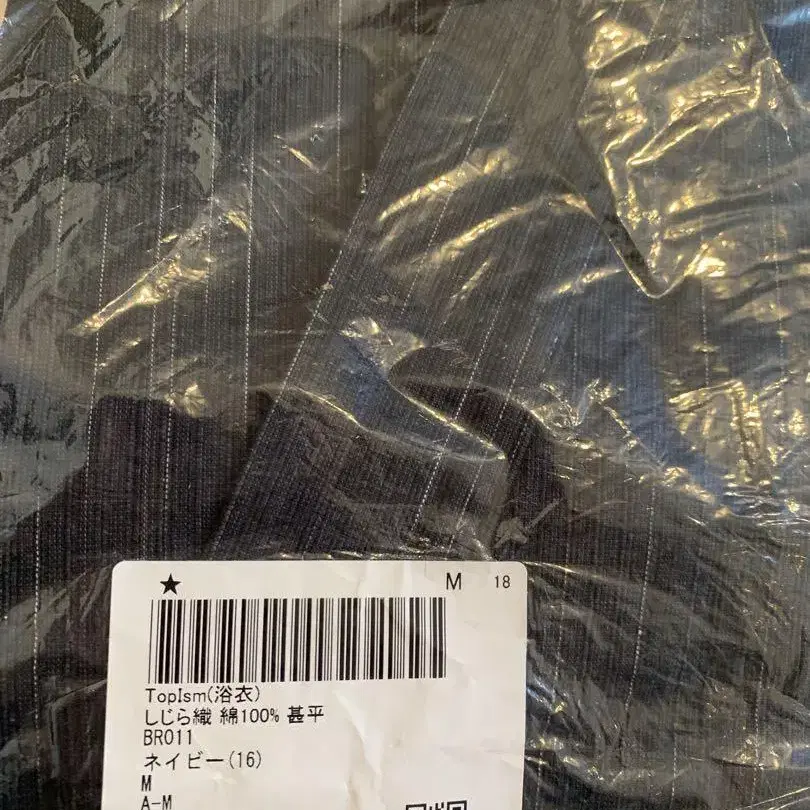 ★ M 18
TopIsm(浴衣)
しじら織 綿100% 甚平
BR011
ネイビー(16)
M
A-M